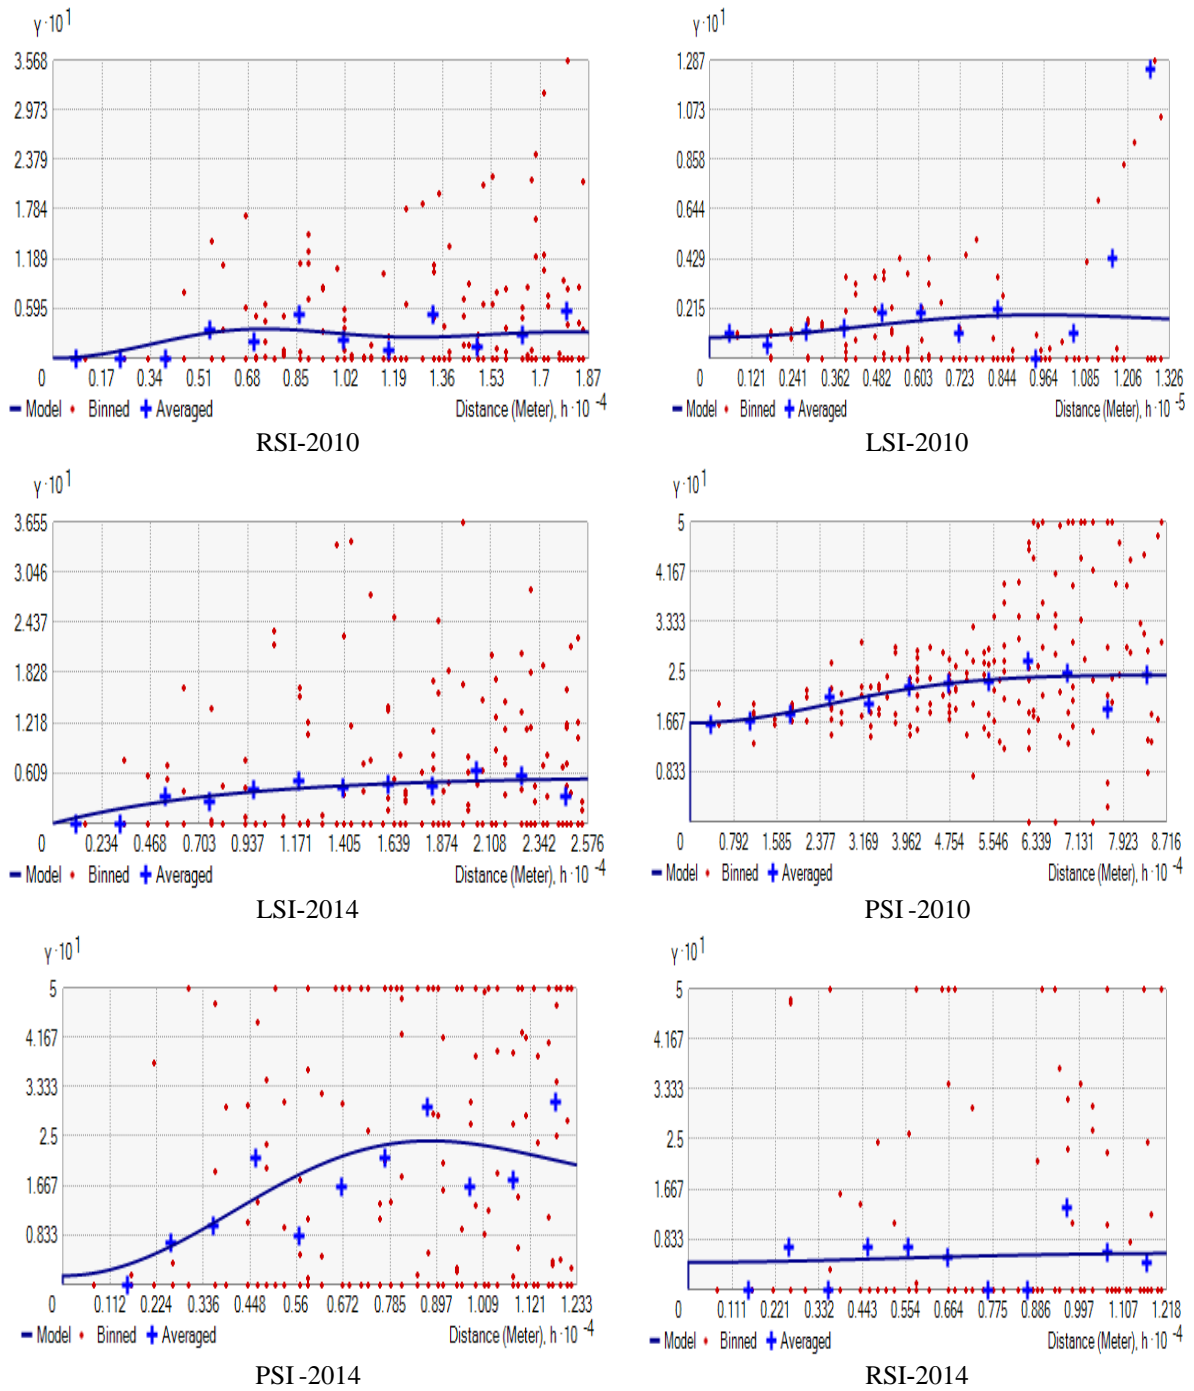 γ·10¹
3.568
2.973
2.379
1.784
1.189
0.595
0 0.17 0.34 0.51 0.68 0.85 1.02 1.19 1.36 1.53 1.7 1.87
Model Binned Averaged Distance (Meter), h·10⁻⁴
RSI-2010
γ·10¹
1.287
1.073
0.858
0.644
0.429
0.215
0 0.121 0.241 0.362 0.482 0.603 0.723 0.844 0.964 1.085 1.206 1.326
Model Binned Averaged Distance (Meter), h·10⁻⁵
LSI-2010
γ·10¹
3.655
3.046
2.437
1.828
1.218
0.609
0 0.234 0.468 0.703 0.937 1.171 1.405 1.639 1.874 2.108 2.342 2.576
Model Binned Averaged Distance (Meter), h·10⁻⁴
LSI-2014
γ·10¹
5
4.167
3.333
2.5
1.667
0.833
0 0.792 1.585 2.377 3.169 3.962 4.754 5.546 6.339 7.131 7.923 8.716
Model Binned Averaged Distance (Meter), h·10⁻⁴
PSI-2010
γ·10¹
5
4.167
3.333
2.5
1.667
0.833
0 0.112 0.224 0.336 0.448 0.56 0.672 0.785 0.897 1.009 1.121 1.233
Model Binned Averaged Distance (Meter), h·10⁻⁴
PSI-2014
γ·10¹
5
4.167
3.333
2.5
1.667
0.833
0 0.111 0.221 0.332 0.443 0.554 0.664 0.775 0.886 0.997 1.107 1.218
Model Binned Averaged Distance (Meter), h·10⁻⁴
RSI-2014